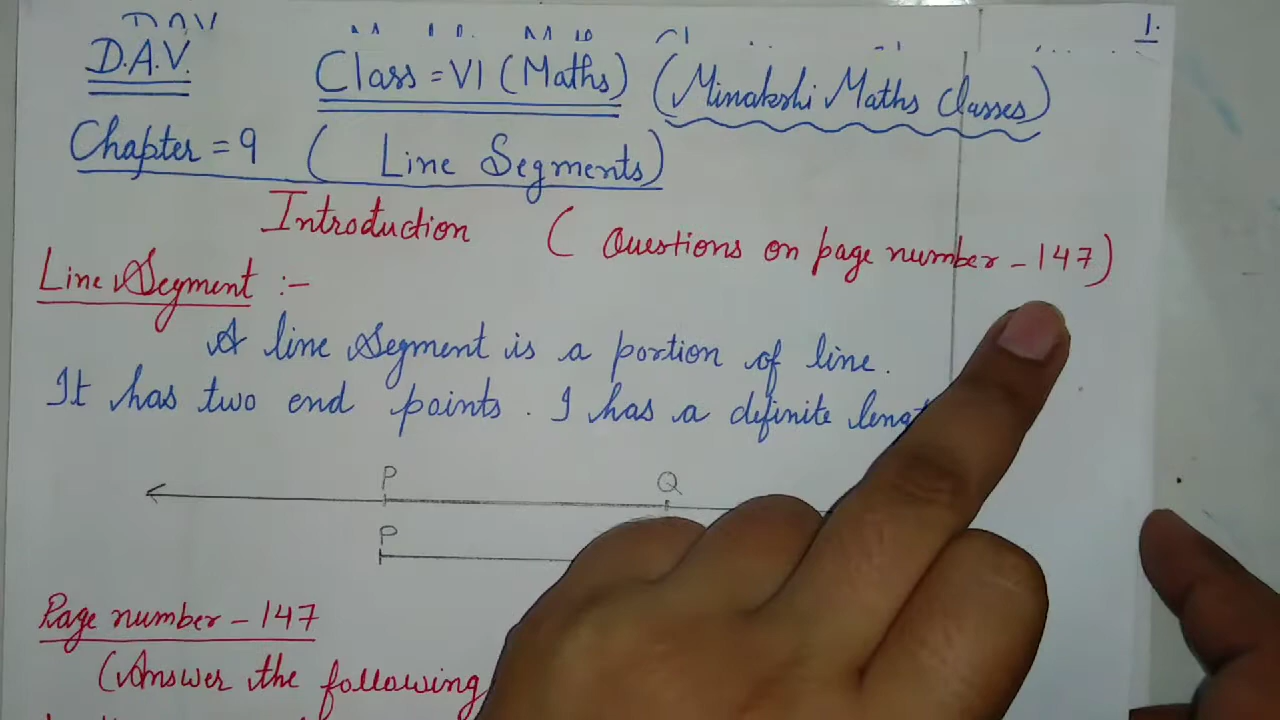 1.
D.A.V. Class = VI (Maths) (Minakshi Maths Classes)
Chapter = 9 ( Line Segments)
Introduction ( Questions on page number - 147)
Line Segment :-
A line Segment is a portion of line.
It has two end points. I has a definite
P Q
P
Page number - 147
(Answer the following